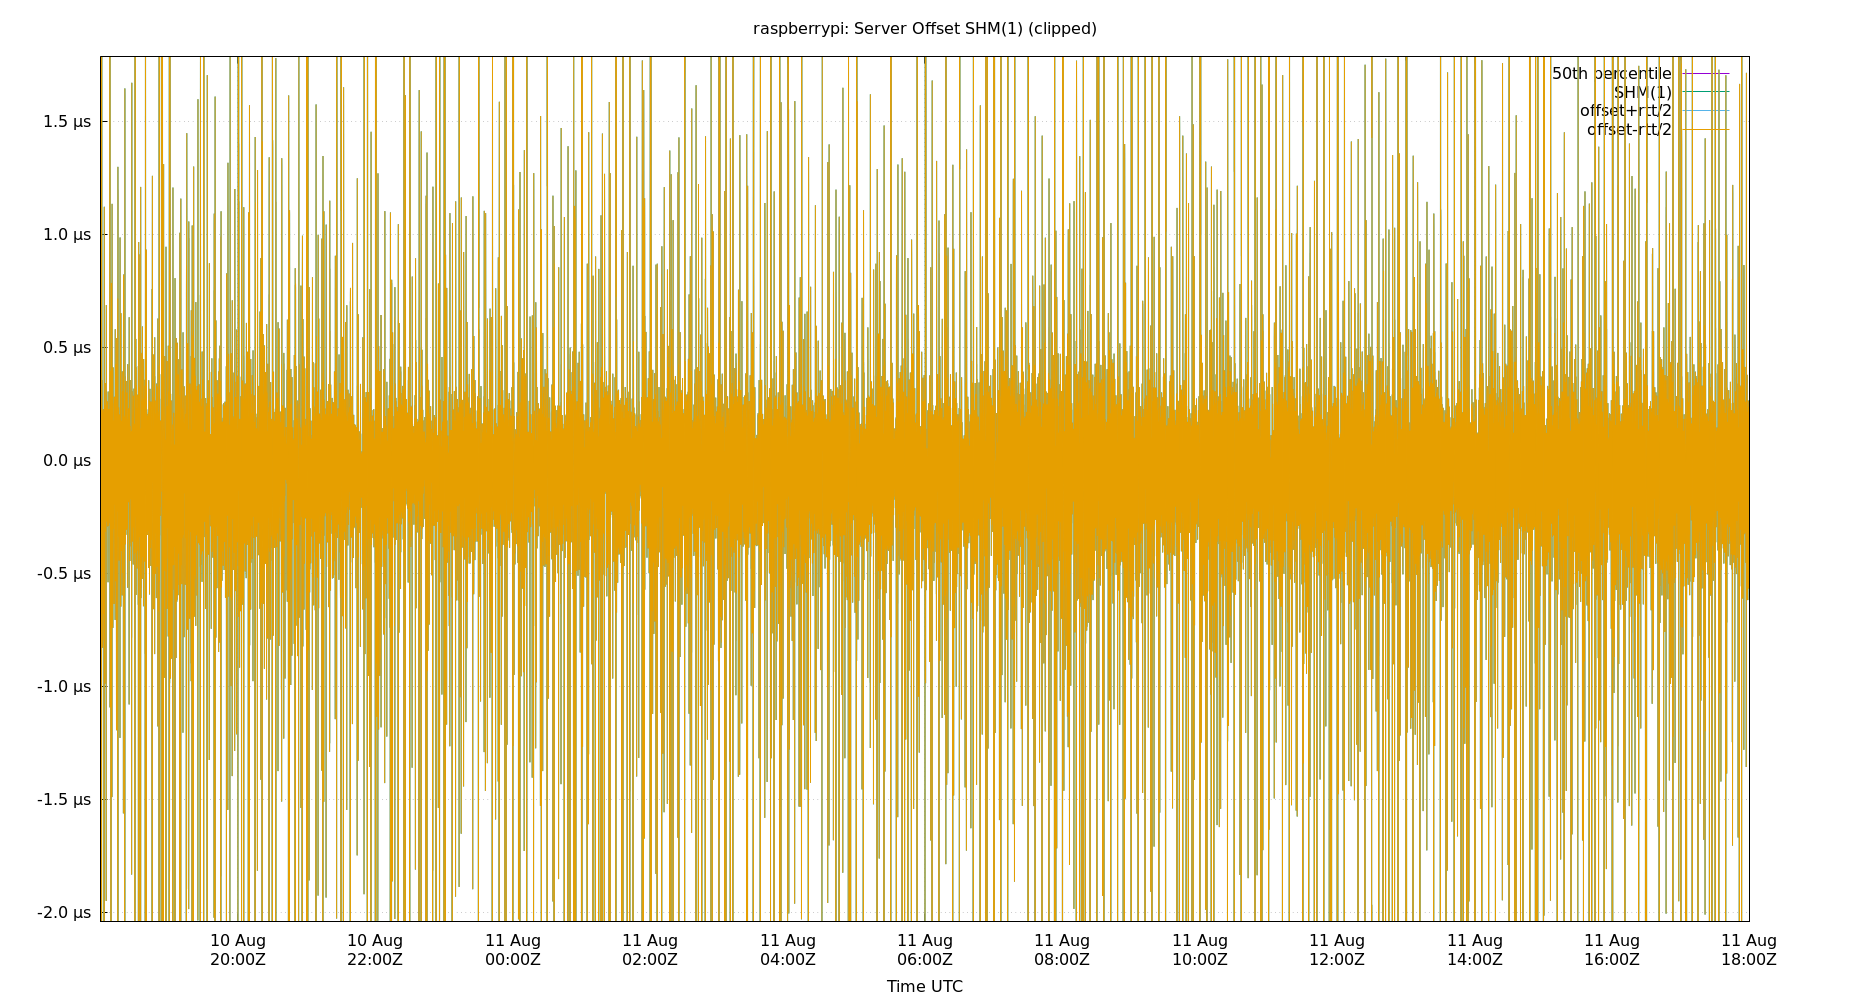 raspberrypi: Server Offset SHM(1) (clipped)
50th percentile
SHM(1)
offset+rtt/2
offset-rtt/2
1.5 µs
1.0 µs
0.5 µs
0.0 µs
-0.5 µs
-1.0 µs
-1.5 µs
-2.0 µs
10 Aug 10 Aug 11 Aug 11 Aug 11 Aug 11 Aug 11 Aug 11 Aug 11 Aug 11 Aug 11 Aug 11 Aug
20:00Z 22:00Z 00:00Z 02:00Z 04:00Z 06:00Z 08:00Z 10:00Z 12:00Z 14:00Z 16:00Z 18:00Z
Time UTC